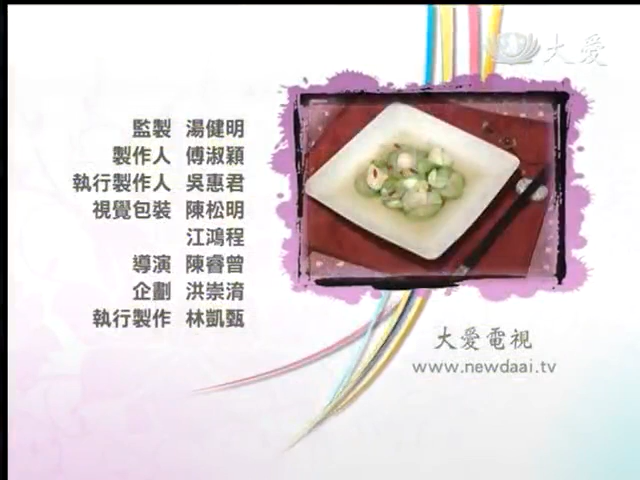 大愛
監製 湯健明
製作人 傅淑穎
執行製作人 吳惠君
視覺包裝 陳松明
江鴻程
導演 陳睿曾
企劃 洪崇淯
執行製作 林凱甄
大愛電視
www.newdaai.tv